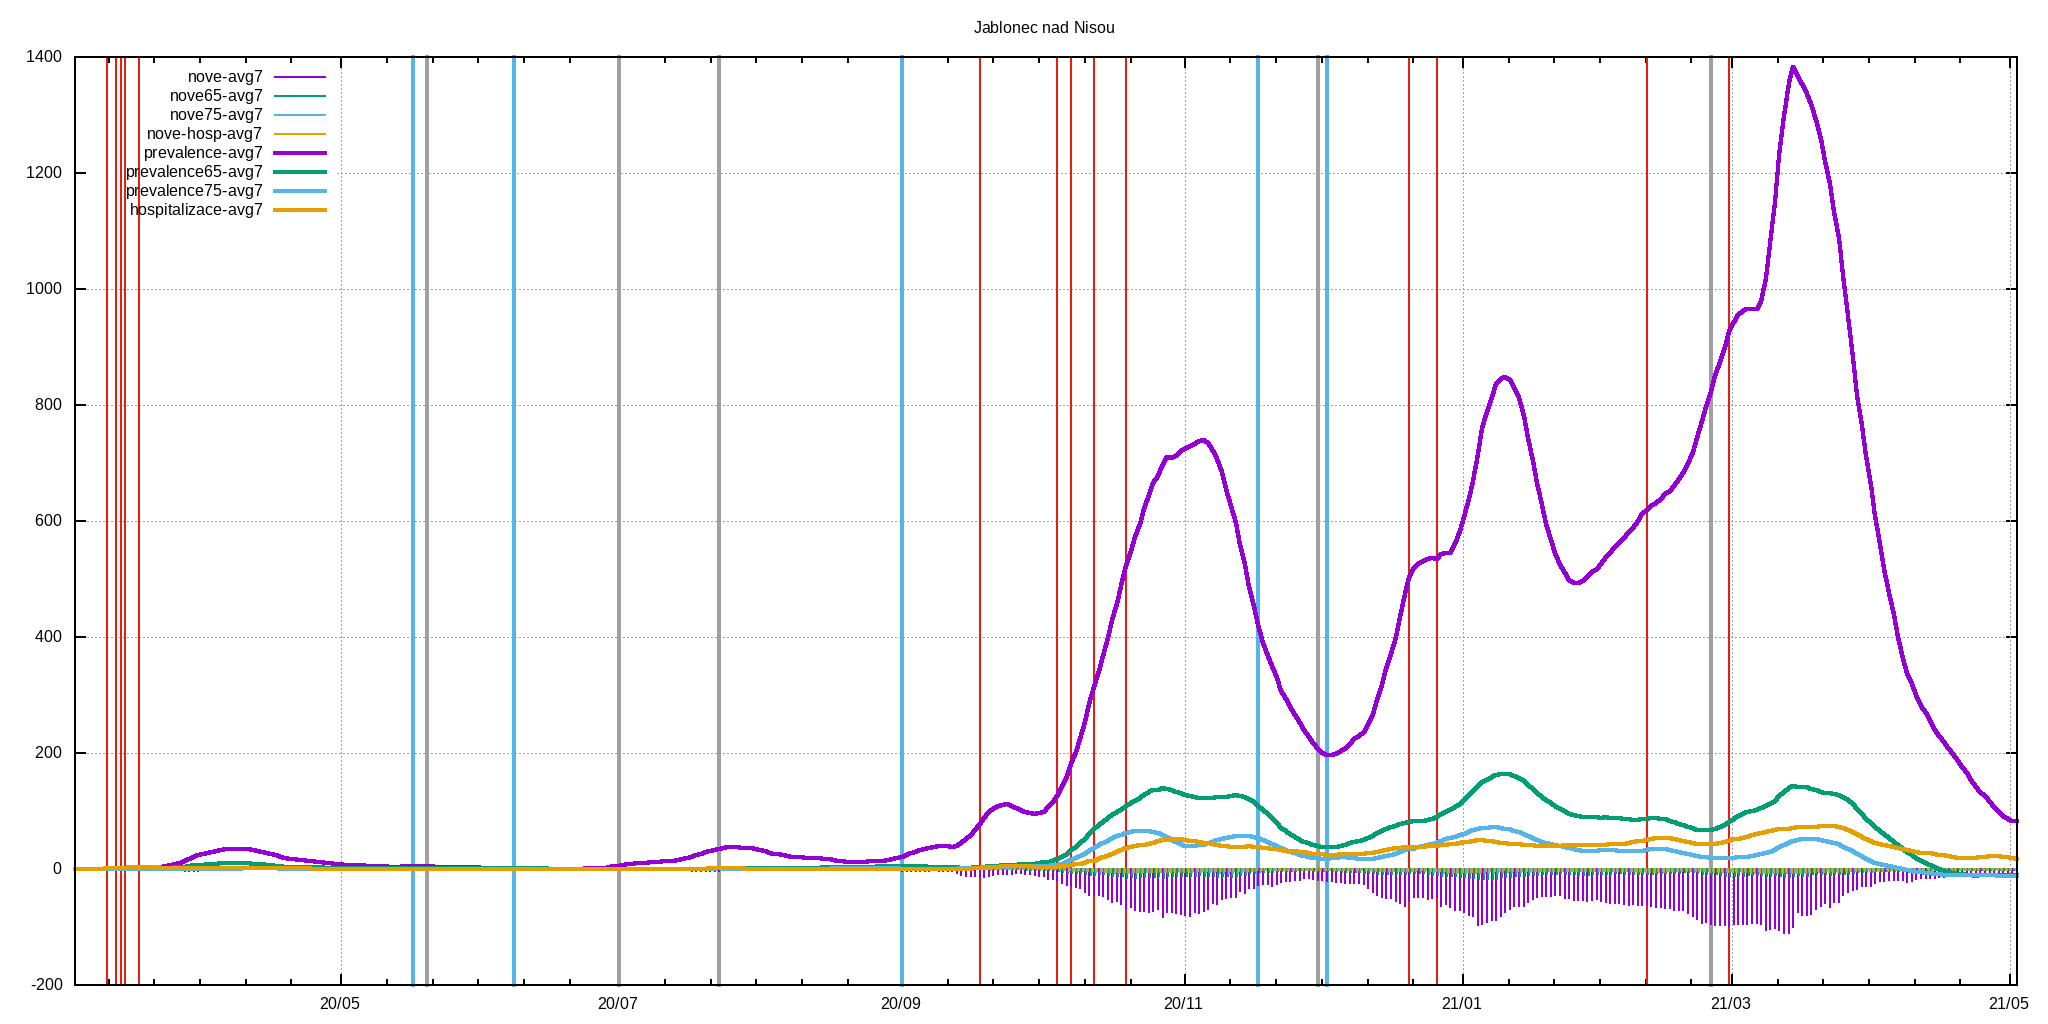 Jablonec nad Nisou
1400
1200
1000
800
600
400
200
0
-200
nove-avg7
nove65-avg7
nove75-avg7
nove-hosp-avg7
prevalence-avg7
prevalence65-avg7
prevalence75-avg7
hospitalizace-avg7
20/05 20/07 20/09 20/11 21/01 21/03 21/05